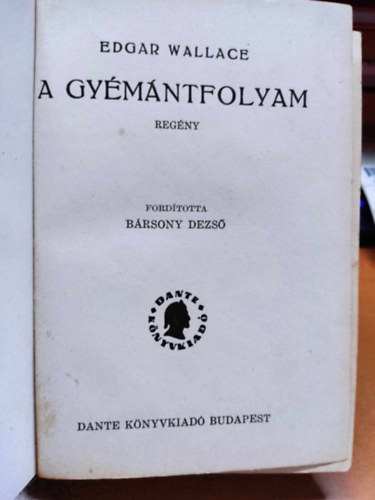 EDGAR WALLACE
A GYÉMÁNTFOLYAM
REGÉNY
FORDÍTOTTA
BÁRSONY DEZSŐ
DANTE
KÖNYVKIADÓ
DANTE KÖNYVKIADÓ BUDAPEST